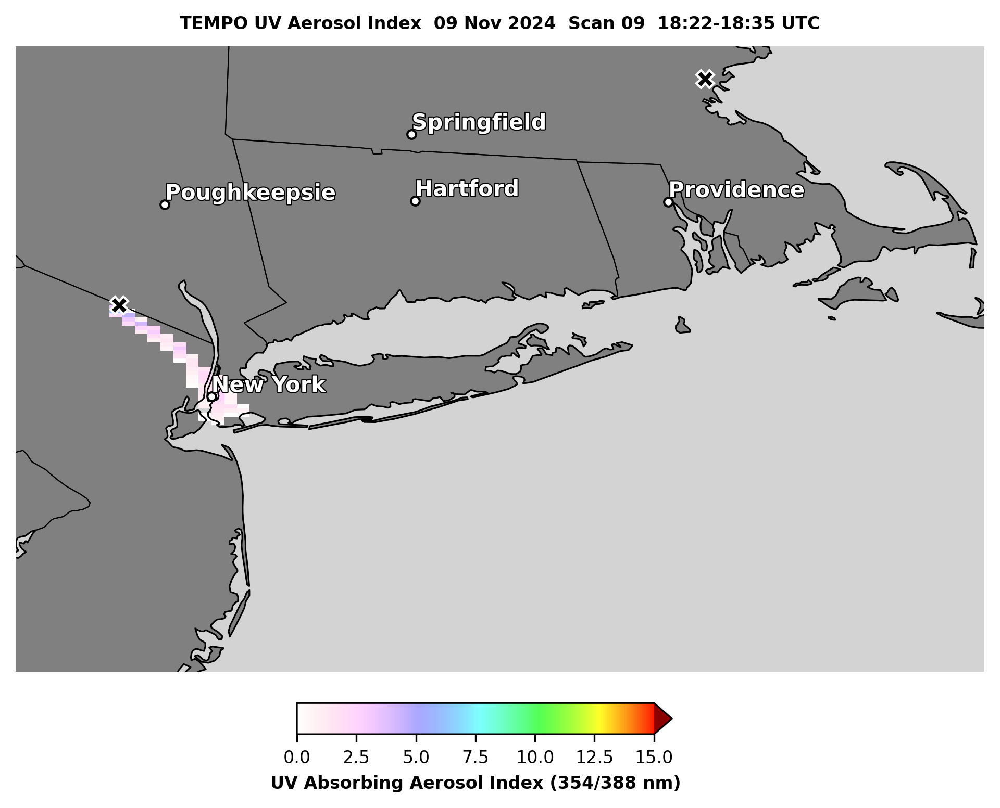 TEMPO UV Aerosol Index  09 Nov 2024  Scan 09  18:22-18:35 UTC
Springfield
Poughkeepsie
Hartford
Providence
New York
0.0 2.5 5.0 7.5 10.0 12.5 15.0
UV Absorbing Aerosol Index (354/388 nm)